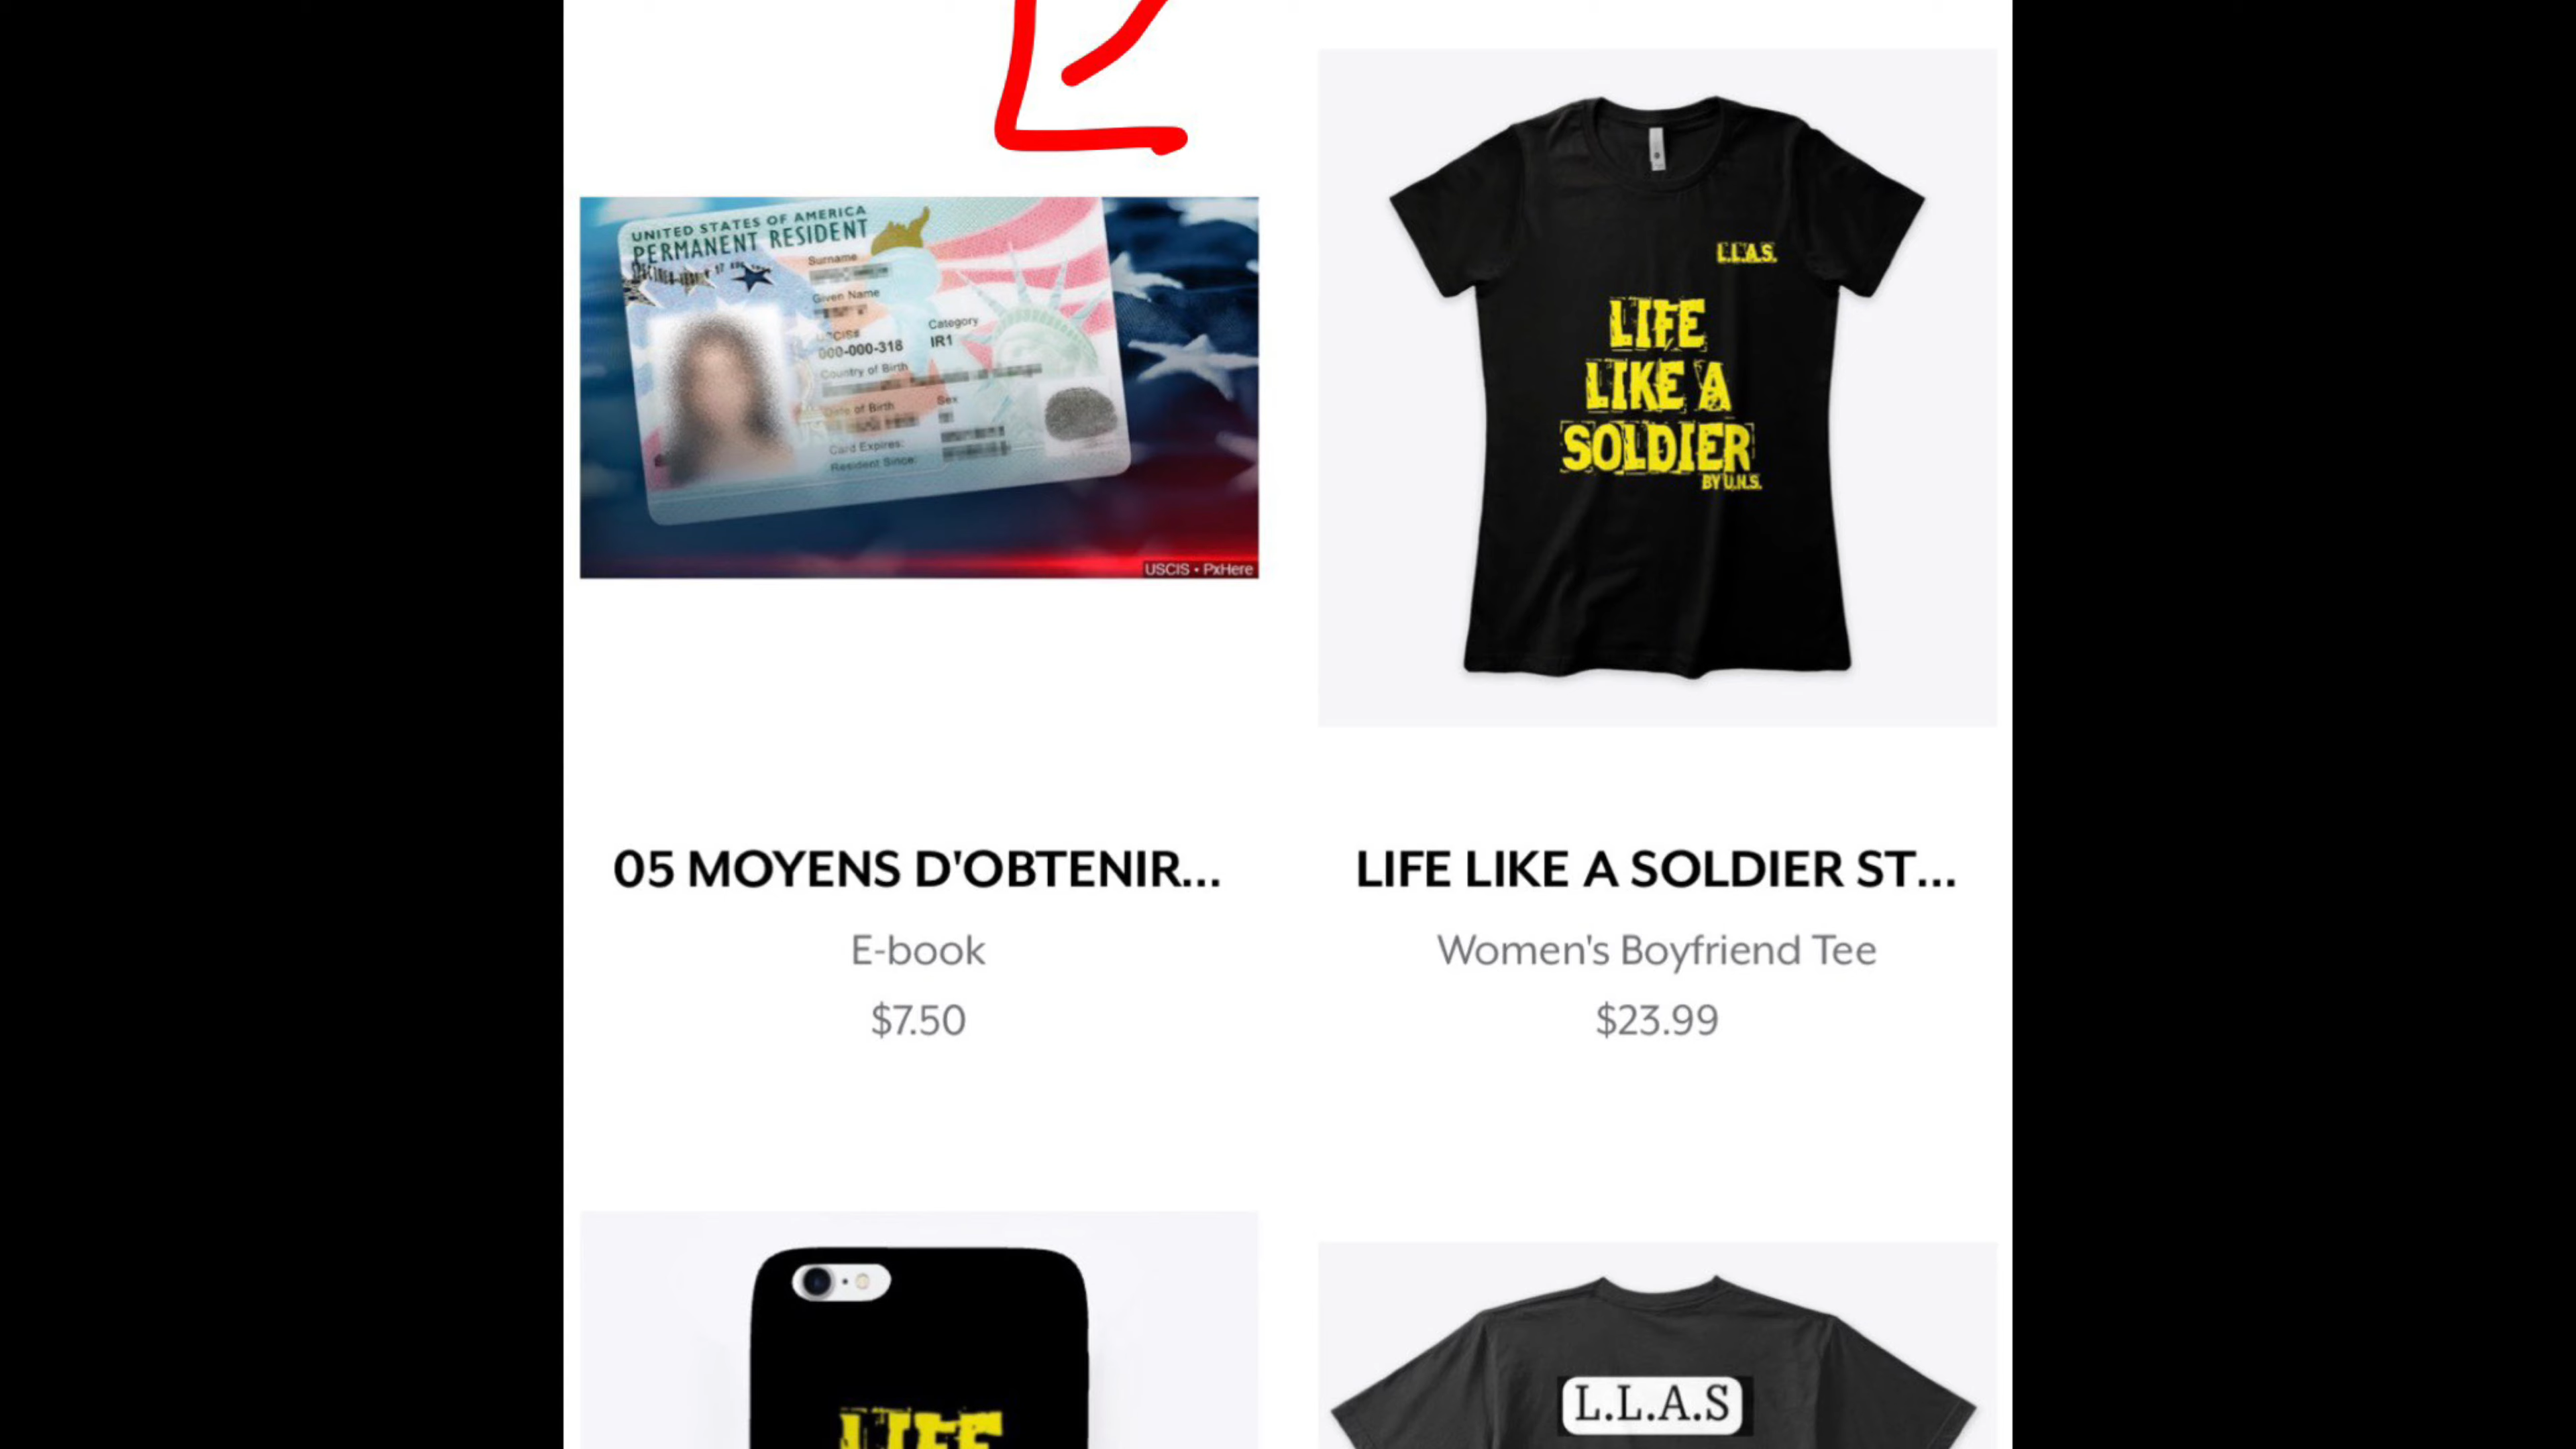 UNITED STATES OF AMERICA
PERMANENT RESIDENT
Surname
Given Name
USCIS#
000-000-318
Category
IR1
Country of Birth
Date of Birth
Sex
Card Expires:
Resident Since:
USCIS • PxHere
05 MOYENS D'OBTENIR...
E-book
$7.50
L.L.A.S.
LIFE
LIKE A
SOLDIER
BY U.N.S.
LIFE LIKE A SOLDIER ST...
Women's Boyfriend Tee
$23.99
LIFE
L.L.A.S